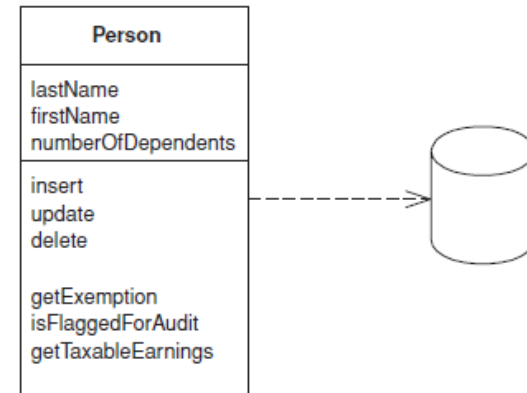 Person
lastName
firstName
numberOfDependents
insert
update
delete
getExemption
isFlaggedForAudit
getTaxableEarnings